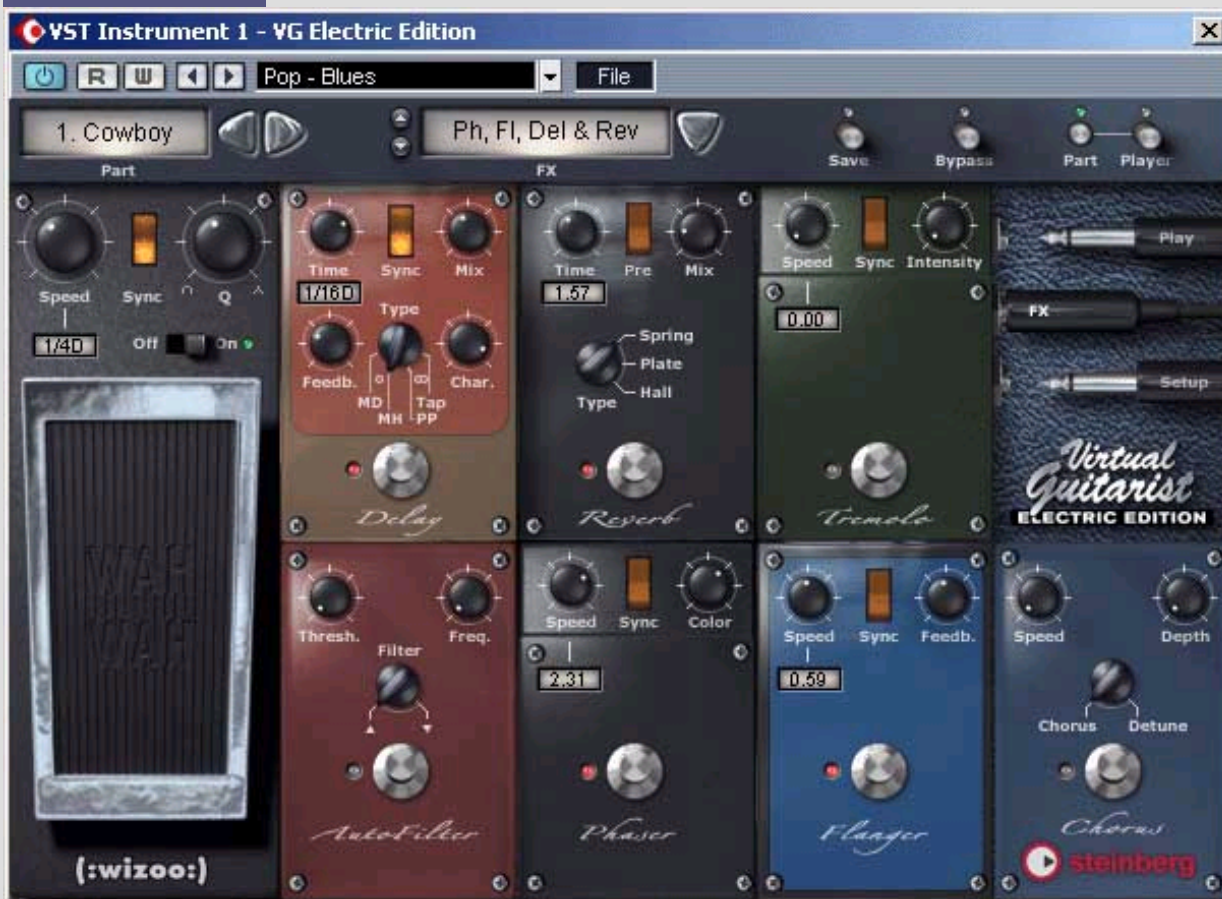 VST Instrument 1 - VG Electric Edition
R W Pop - Blues File
1. Cowboy
Part
Ph, Fl, Del & Rev
FX
Save Bypass Part Player
Speed Sync Q
1/4D
Off On
WAH
WAH
(:wizoo:)
Time Sync Mix
1/16D
Type
Feedb. Char.
MD Tap
MH PP
Delay
Time Pre Mix
1.57
Spring
Plate
Hall
Type
Reverb
Speed Sync Intensity
0.00
Tremolo
Play
FX
Setup
Virtual
Guitarist
ELECTRIC EDITION
Thresh. Freq.
Filter
AutoFilter
Speed Sync Color
2.31
Phaser
Speed Sync Feedb.
0.59
Flanger
Speed Depth
Chorus Detune
Chorus
steinberg